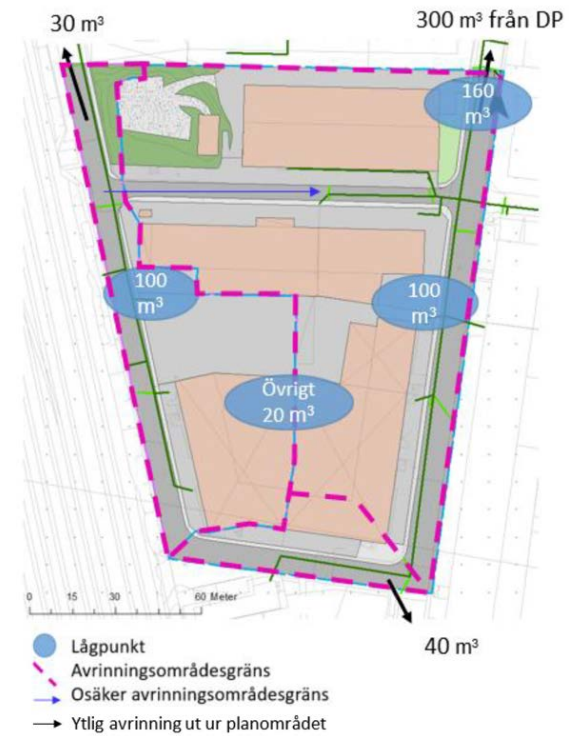 30 m³
300 m³ från DP
160
m³
100
m³
100
m³
Övrigt
20 m³
0 15 30 60 Meter
40 m³
Lågpunkt
Avrinningsområdesgräns
Osäker avrinningsområdesgräns
Ytlig avrinning ut ur planområdet